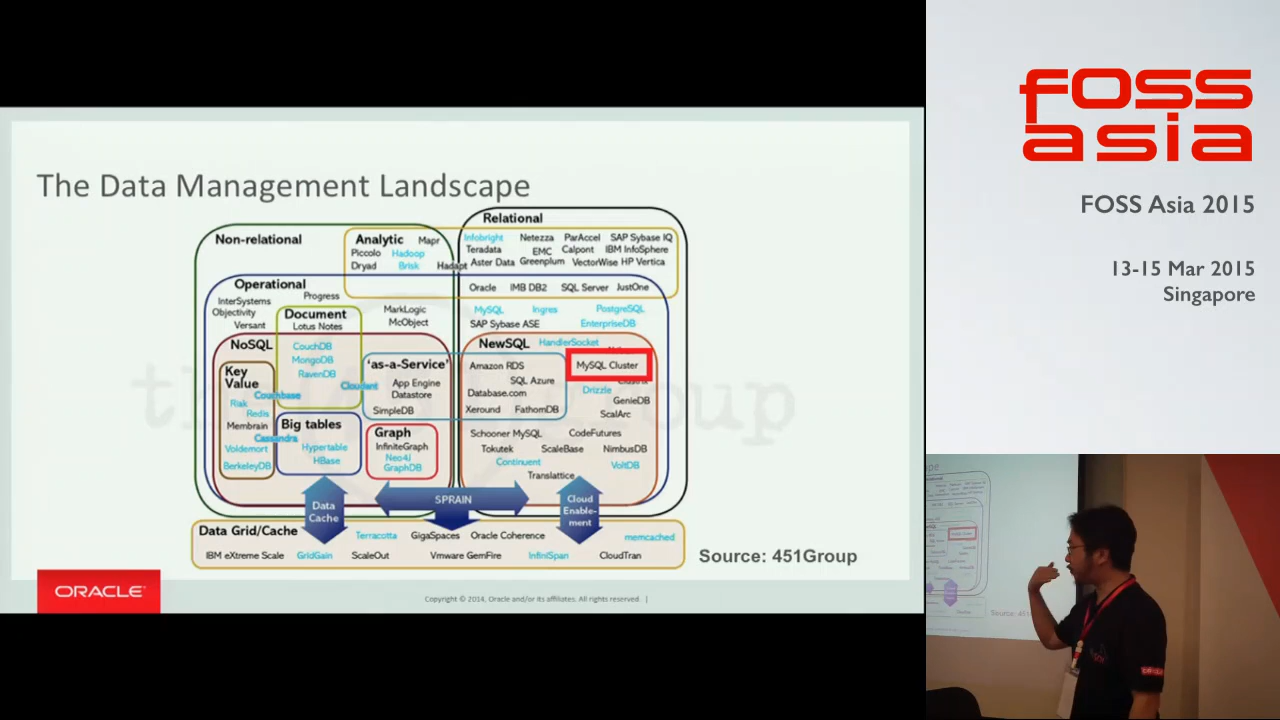 The Data Management Landscape
Relational
Non-relational
Analytic
Mapr
Piccolo
Hadoop
Dryad
Brisk
Hadapt
Infobright
Netezza
ParAccel
SAP Sybase IQ
Teradata
EMC
Calpont
IBM InfoSphere
Aster Data
Greenplum
VectorWise
HP Vertica
Operational
Oracle
IMB DB2
SQL Server
JustOne
InterSystems
Progress
Objectivity
Versant
Document
Lotus Notes
MarkLogic
McObject
MySQL
Ingres
PostgreSQL
SAP Sybase ASE
EnterpriseDB
NoSQL
CouchDB
MongoDB
RavenDB
Cloudant
Key
Value
Couchbase
Riak
Redis
Membrain
Cassandra
Voldemort
BerkeleyDB
'as-a-Service'
App Engine
Datastore
SimpleDB
NewSQL
HandlerSocket
Amazon RDS
MySQL Cluster
SQL Azure
Database.com
Drizzle
GenieDB
Xeround
FathomDB
ScalArc
Big tables
Hypertable
HBase
Graph
InfiniteGraph
Neo4J
GraphDB
Schooner MySQL
CodeFutures
Tokutek
ScaleBase
NimbusDB
Continuent
VoltDB
Translattice
Data
Cache
SPRAIN
Cloud
Enable-
ment
Data Grid/Cache
Terracotta
GigaSpaces
Oracle Coherence
memcached
IBM eXtreme Scale
GridGain
ScaleOut
Vmware GemFire
InfiniSpan
CloudTran
Source: 451Group
ORACLE
Copyright © 2014, Oracle and/or its affiliates. All rights reserved. |
FOSS
asia
FOSS Asia 2015
13-15 Mar 2015
Singapore